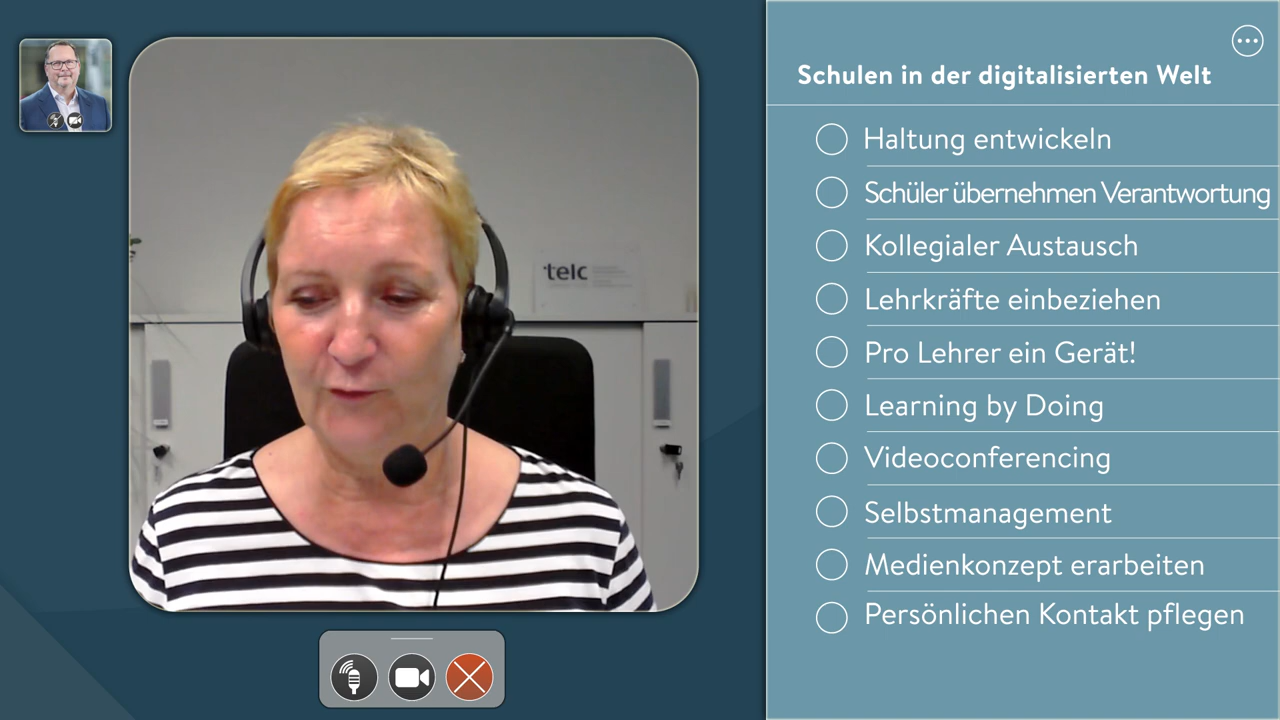 telc
Schulen in der digitalisierten Welt
Haltung entwickeln
Schüler übernehmen Verantwortung
Kollegialer Austausch
Lehrkräfte einbeziehen
Pro Lehrer ein Gerät!
Learning by Doing
Videoconferencing
Selbstmanagement
Medienkonzept erarbeiten
Persönlichen Kontakt pflegen